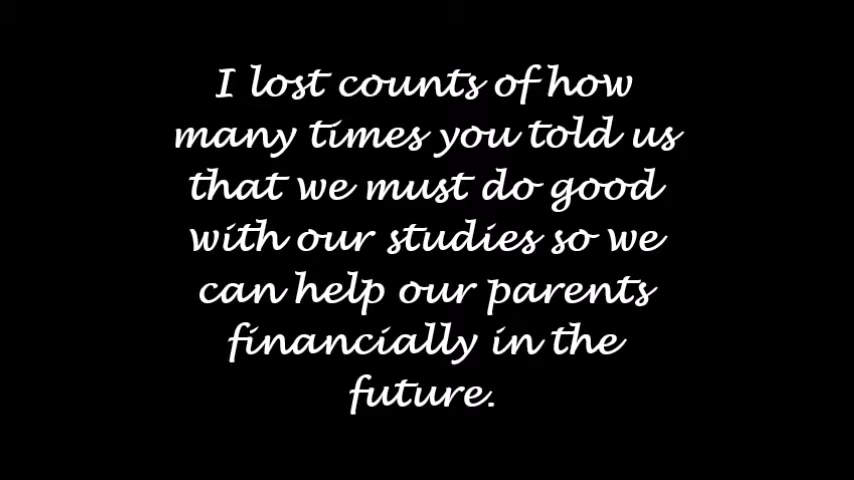 I lost counts of how
many times you told us
that we must do good
with our studies so we
can help our parents
financially in the
future.